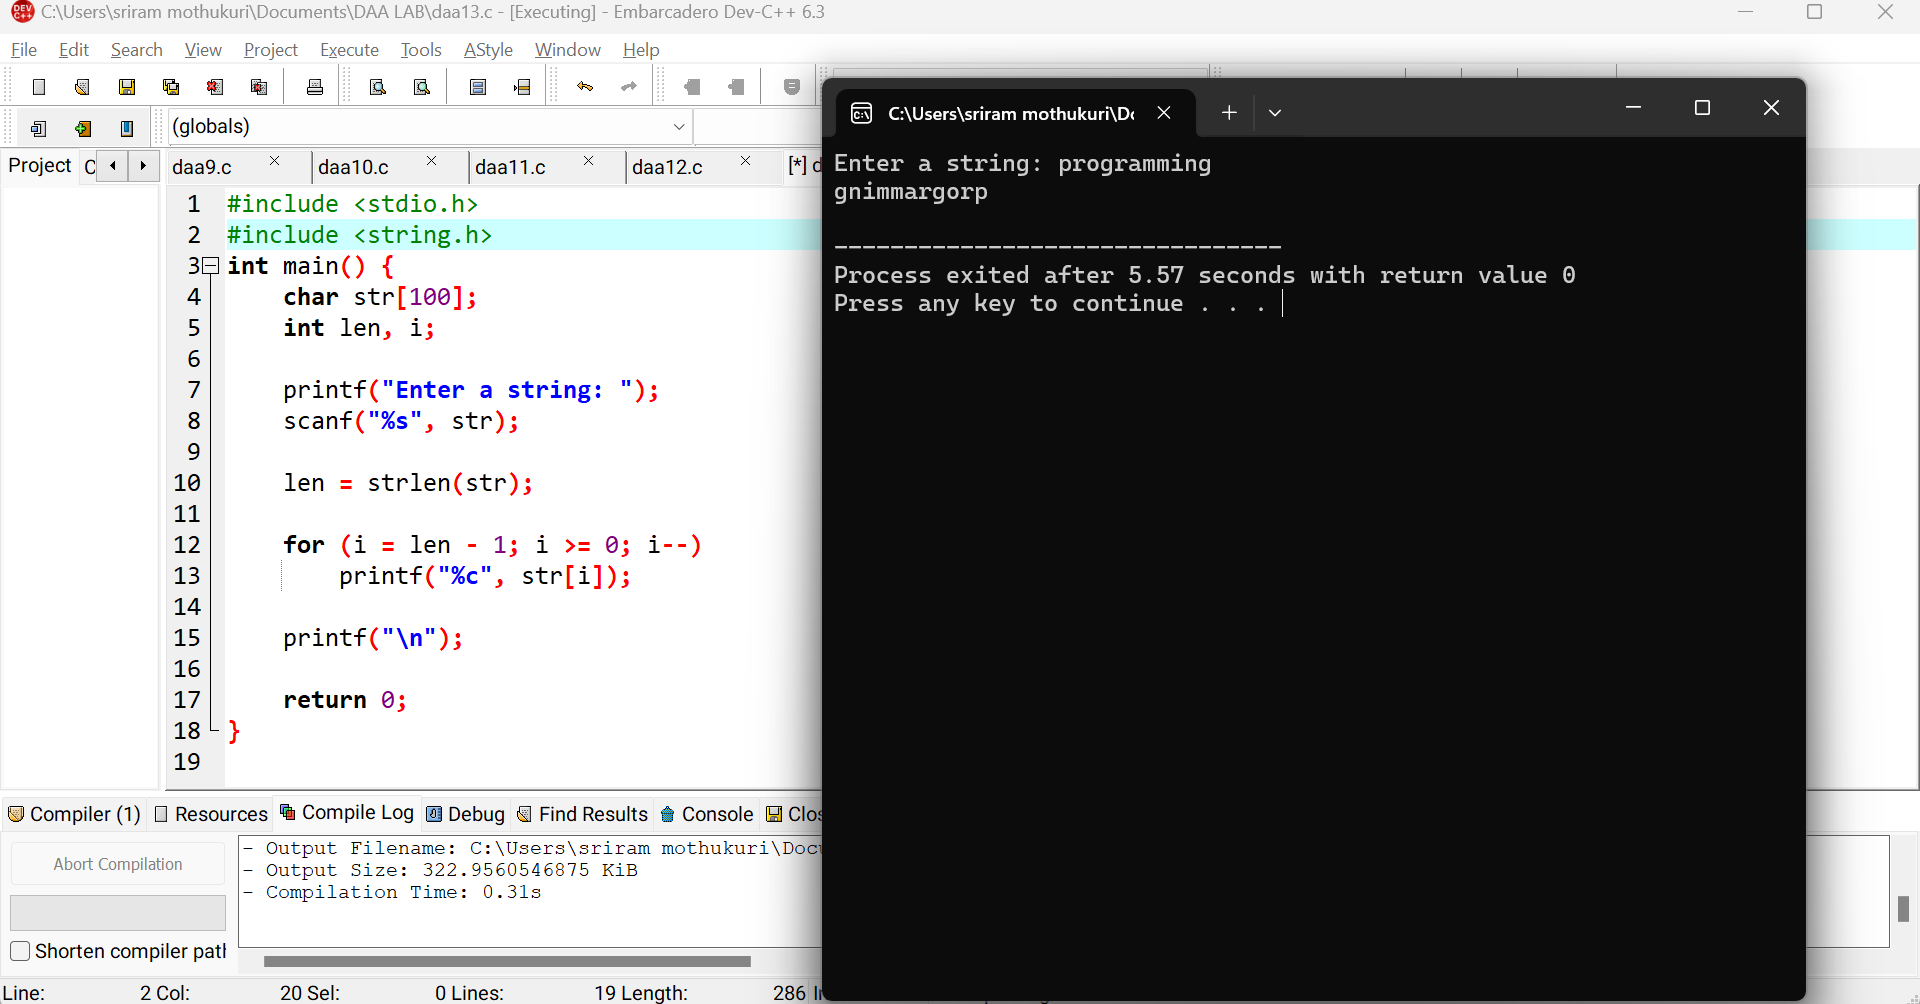 C:\Users\sriram mothukuri\Documents\DAA LAB\daa13.c - [Executing] - Embarcadero Dev-C++ 6.3
File Edit Search View Project Execute Tools AStyle Window Help
(globals)
Project C daa9.c daa10.c daa11.c daa12.c [*] d
1 #include <stdio.h>
2 #include <string.h>
3 int main() {
4 char str[100];
5 int len, i;
6
7 printf("Enter a string: ");
8 scanf("%s", str);
9
10 len = strlen(str);
11
12 for (i = len - 1; i >= 0; i--)
13 printf("%c", str[i]);
14
15 printf("\n");
16
17 return 0;
18 }
19
C:\Users\sriram mothukuri\Do
Enter a string: programming
gnimmargorp
--------------------------------
Process exited after 5.57 seconds with return value 0
Press any key to continue . . .
Compiler (1) Resources Compile Log Debug Find Results Console Clos
Abort Compilation
Shorten compiler path
- Output Filename: C:\Users\sriram mothukuri\Docu
- Output Size: 322.9560546875 KiB
- Compilation Time: 0.31s
Line: 2 Col: 20 Sel: 0 Lines: 19 Length: 286